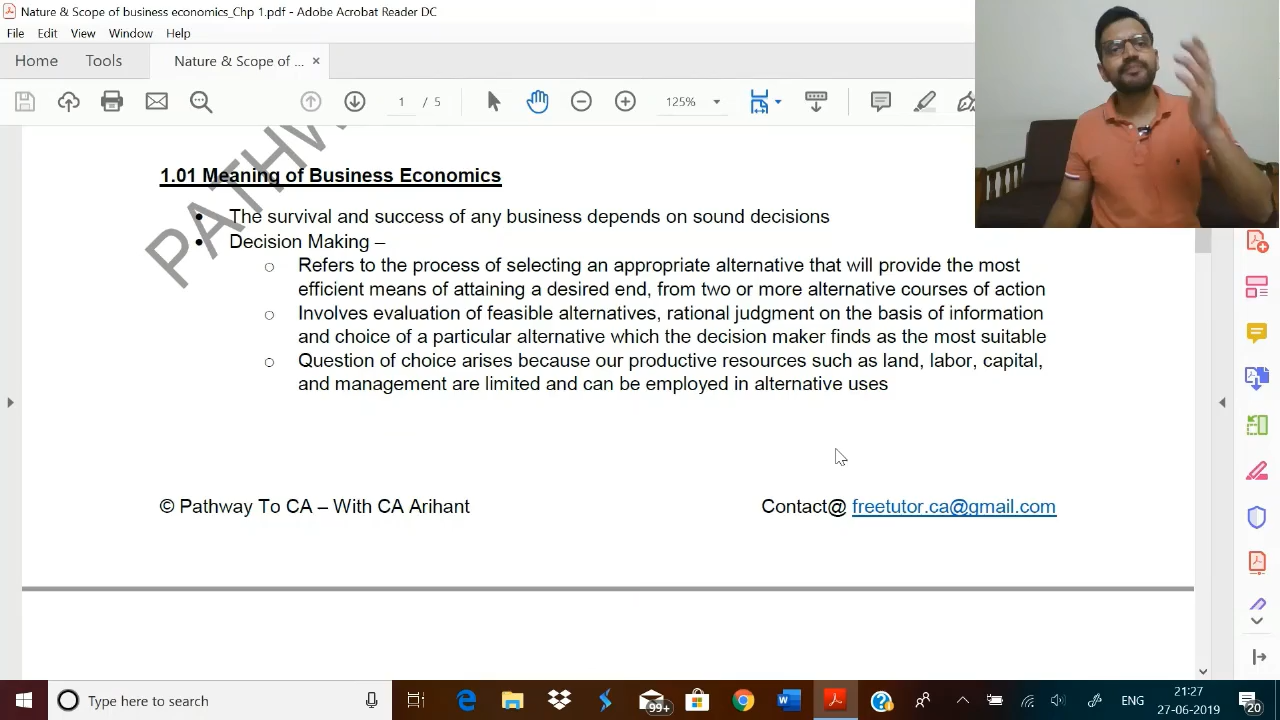 Nature & Scope of business economics_Chp 1.pdf - Adobe Acrobat Reader DC
File Edit View Window Help
Home Tools Nature & Scope of ... ×
1 / 5 125%
PATHW
1.01 Meaning of Business Economics
• The survival and success of any business depends on sound decisions
• Decision Making –
o Refers to the process of selecting an appropriate alternative that will provide the most
efficient means of attaining a desired end, from two or more alternative courses of action
o Involves evaluation of feasible alternatives, rational judgment on the basis of information
and choice of a particular alternative which the decision maker finds as the most suitable
o Question of choice arises because our productive resources such as land, labor, capital,
and management are limited and can be employed in alternative uses
© Pathway To CA – With CA Arihant Contact@ freetutor.ca@gmail.com
Type here to search 99+ ENG 21:27
27-06-2019 20